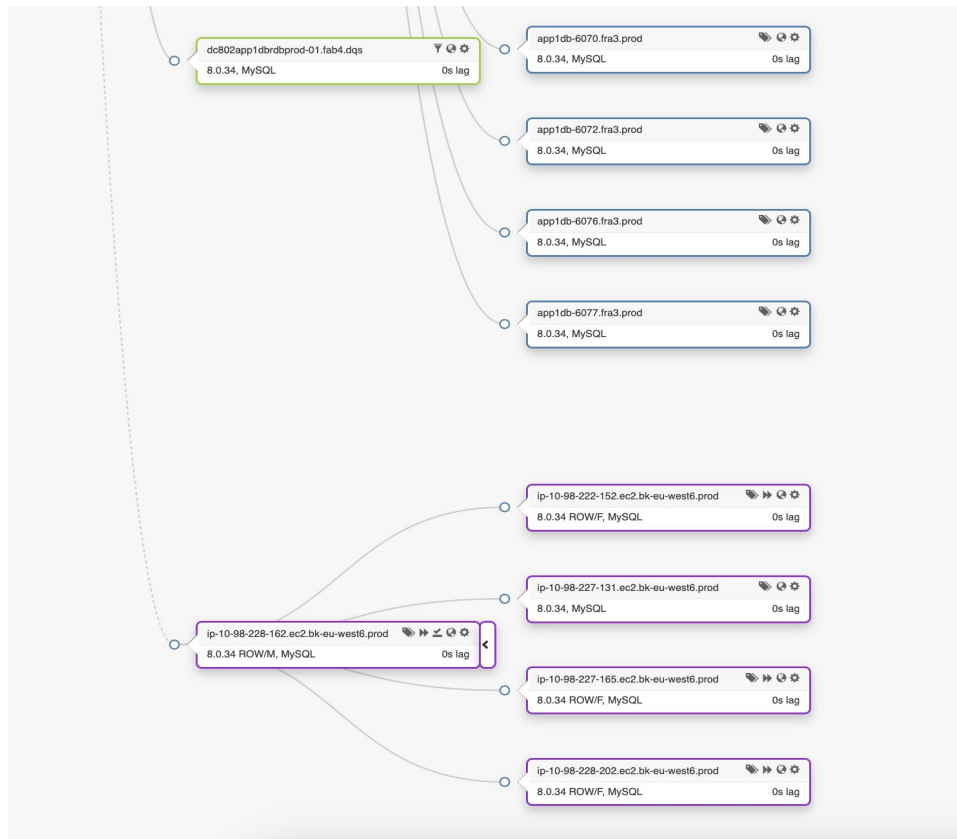 dc802app1dbrdbprod-01.fab4.dqs
8.0.34, MySQL 0s lag
app1db-6070.fra3.prod
8.0.34, MySQL 0s lag
app1db-6072.fra3.prod
8.0.34, MySQL 0s lag
app1db-6076.fra3.prod
8.0.34, MySQL 0s lag
app1db-6077.fra3.prod
8.0.34, MySQL 0s lag
ip-10-98-228-162.ec2.bk-eu-west6.prod
8.0.34 ROW/M, MySQL 0s lag
ip-10-98-222-152.ec2.bk-eu-west6.prod
8.0.34 ROW/F, MySQL 0s lag
ip-10-98-227-131.ec2.bk-eu-west6.prod
8.0.34, MySQL 0s lag
ip-10-98-227-165.ec2.bk-eu-west6.prod
8.0.34 ROW/F, MySQL 0s lag
ip-10-98-228-202.ec2.bk-eu-west6.prod
8.0.34 ROW/F, MySQL 0s lag